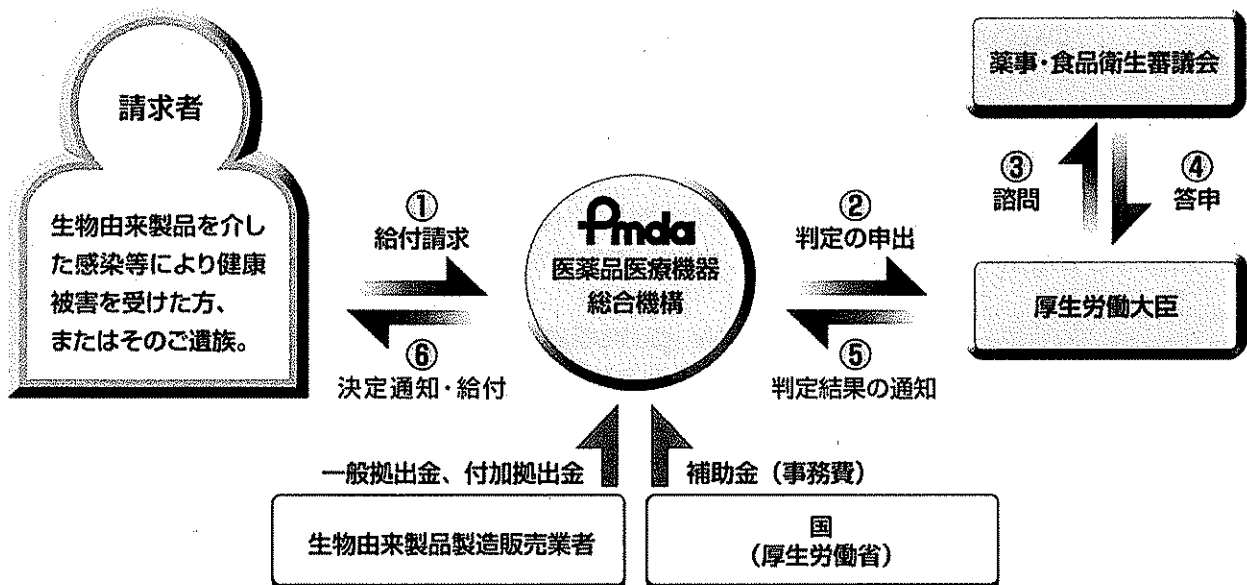 請求者
生物由来製品を介し
た感染等により健康
被害を受けた方、
またはそのご遺族。
①
給付請求
⑥
決定通知・給付
Pmda
医薬品医療機器
総合機構
②
判定の申出
⑤
判定結果の通知
薬事・食品衛生審議会
③
諮問
④
答申
厚生労働大臣
一般拠出金、付加拠出金
補助金（事務費）
生物由来製品製造販売業者
国
（厚生労働省）